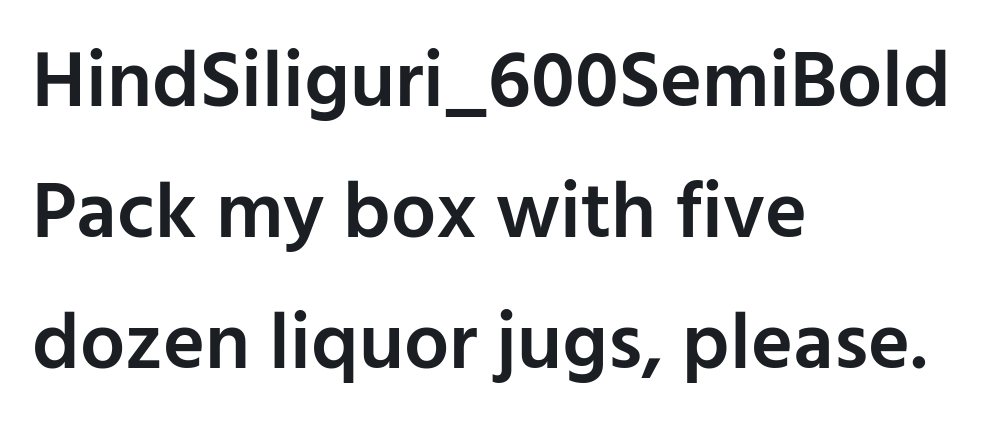 HindSiliguri_600SemiBold
Pack my box with five
dozen liquor jugs, please.